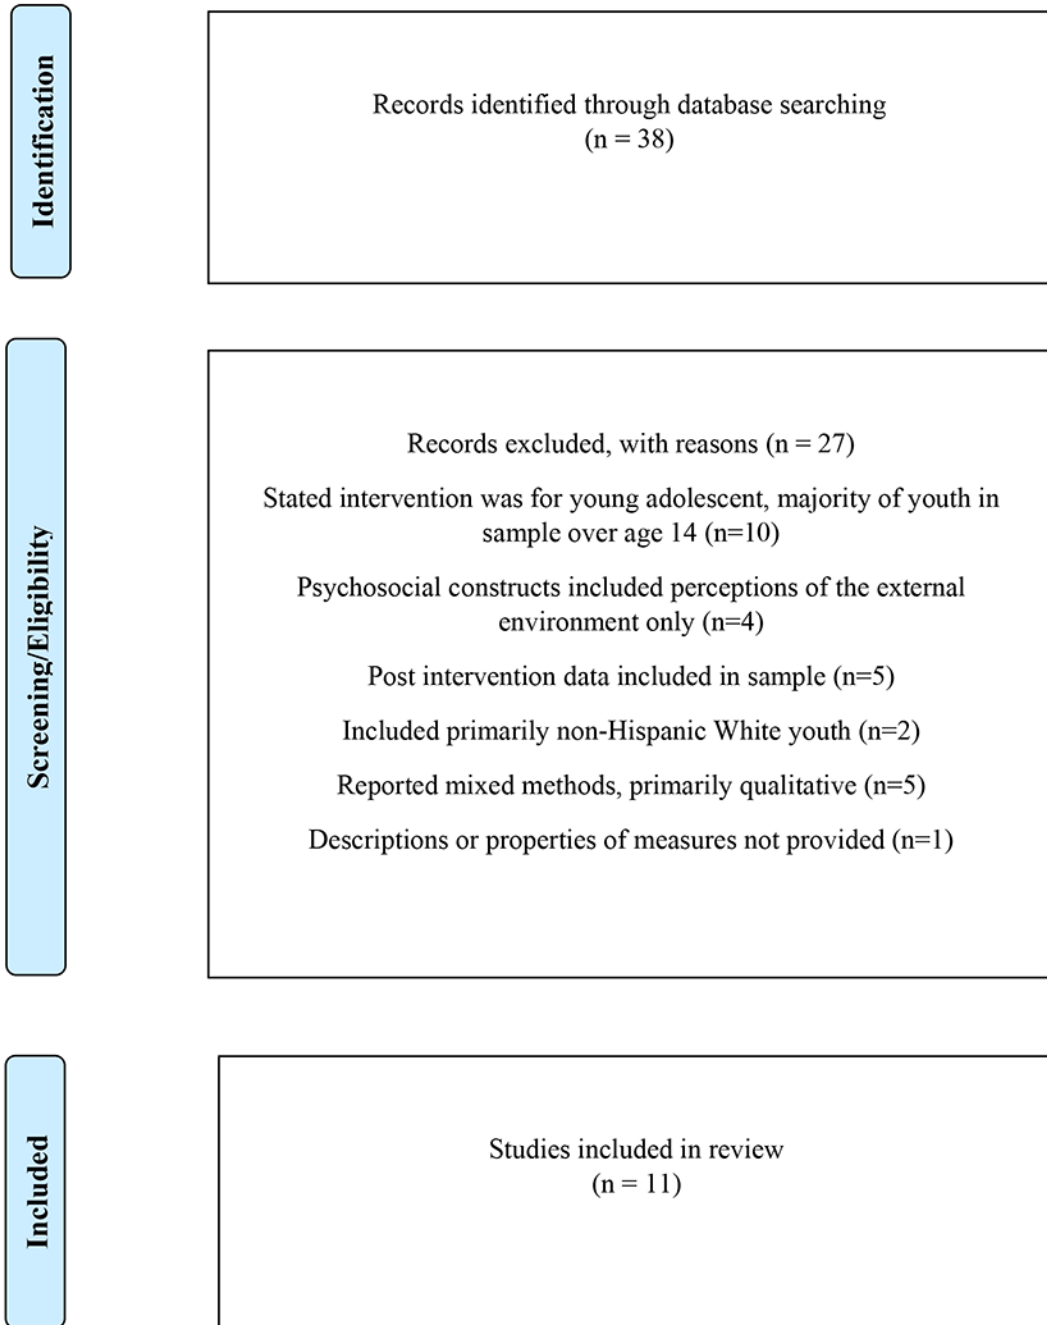 Identification
Records identified through database searching
(n = 38)
Screening/Eligibility
Records excluded, with reasons (n = 27)
Stated intervention was for young adolescent, majority of youth in
sample over age 14 (n=10)
Psychosocial constructs included perceptions of the external
environment only (n=4)
Post intervention data included in sample (n=5)
Included primarily non-Hispanic White youth (n=2)
Reported mixed methods, primarily qualitative (n=5)
Descriptions or properties of measures not provided (n=1)
Included
Studies included in review
(n = 11)